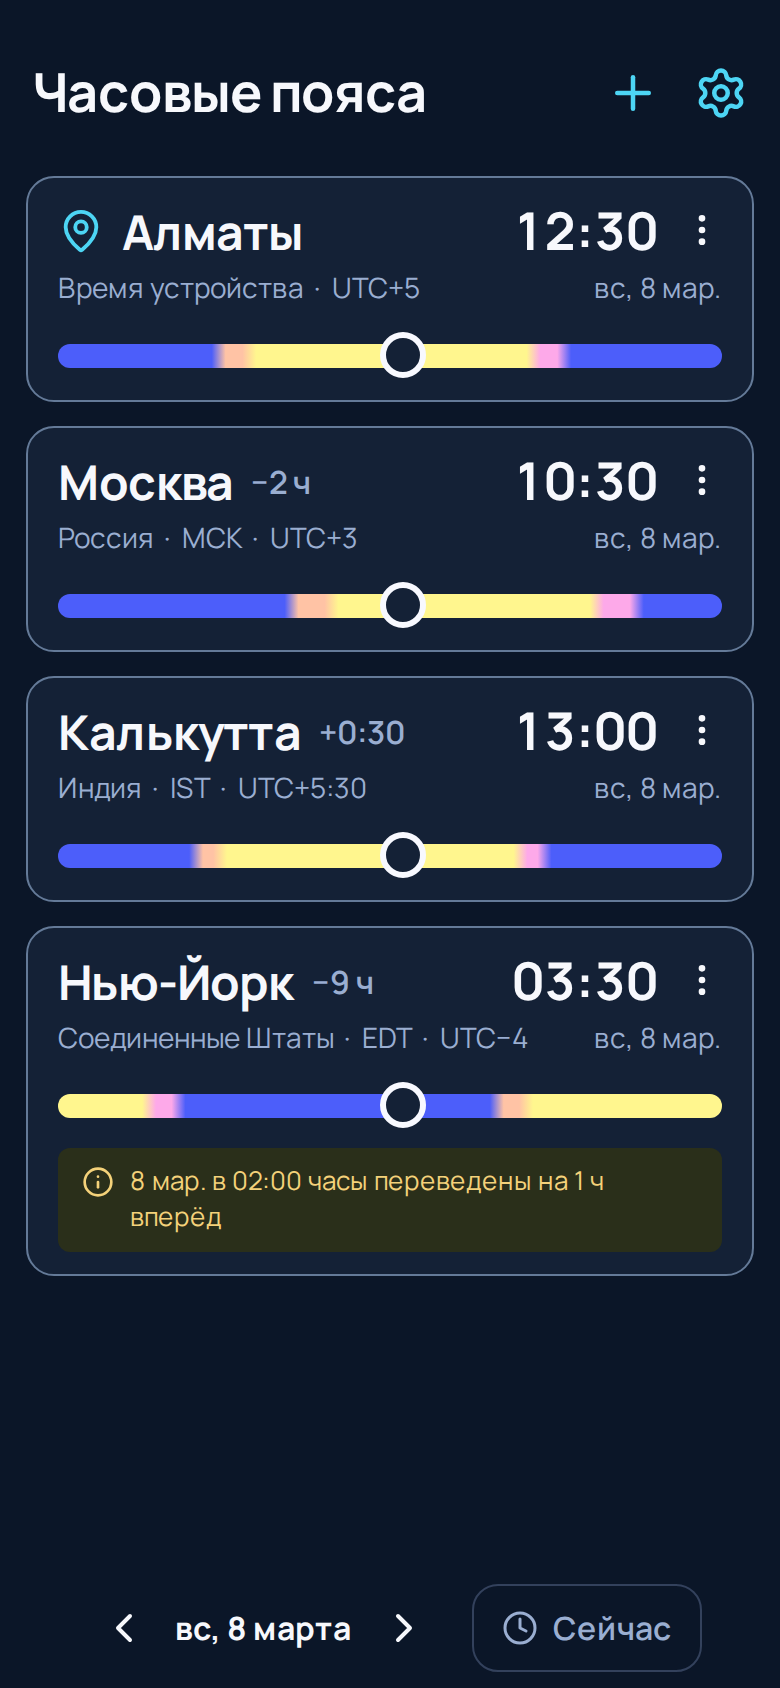 Часовые пояса
Алматы 12:30
Время устройства · UTC+5 вс, 8 мар.
Москва −2 ч 10:30
Россия · МСК · UTC+3 вс, 8 мар.
Калькутта +0:30 13:00
Индия · IST · UTC+5:30 вс, 8 мар.
Нью-Йорк −9 ч 03:30
Соединенные Штаты · EDT · UTC−4 вс, 8 мар.
8 мар. в 02:00 часы переведены на 1 ч
вперёд
вс, 8 марта Сейчас